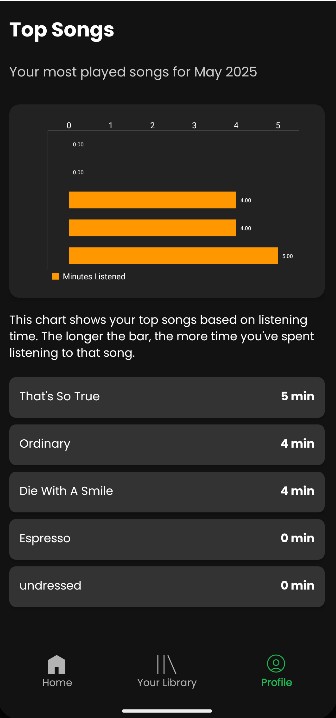 Top Songs
Your most played songs for May 2025
0 1 2 3 4 5
0.00
0.00
4.00
4.00
5.00
Minutes Listened
This chart shows your top songs based on listening
time. The longer the bar, the more time you've spent
listening to that song.
That's So True 5 min
Ordinary 4 min
Die With A Smile 4 min
Espresso 0 min
undressed 0 min
Home Your Library Profile